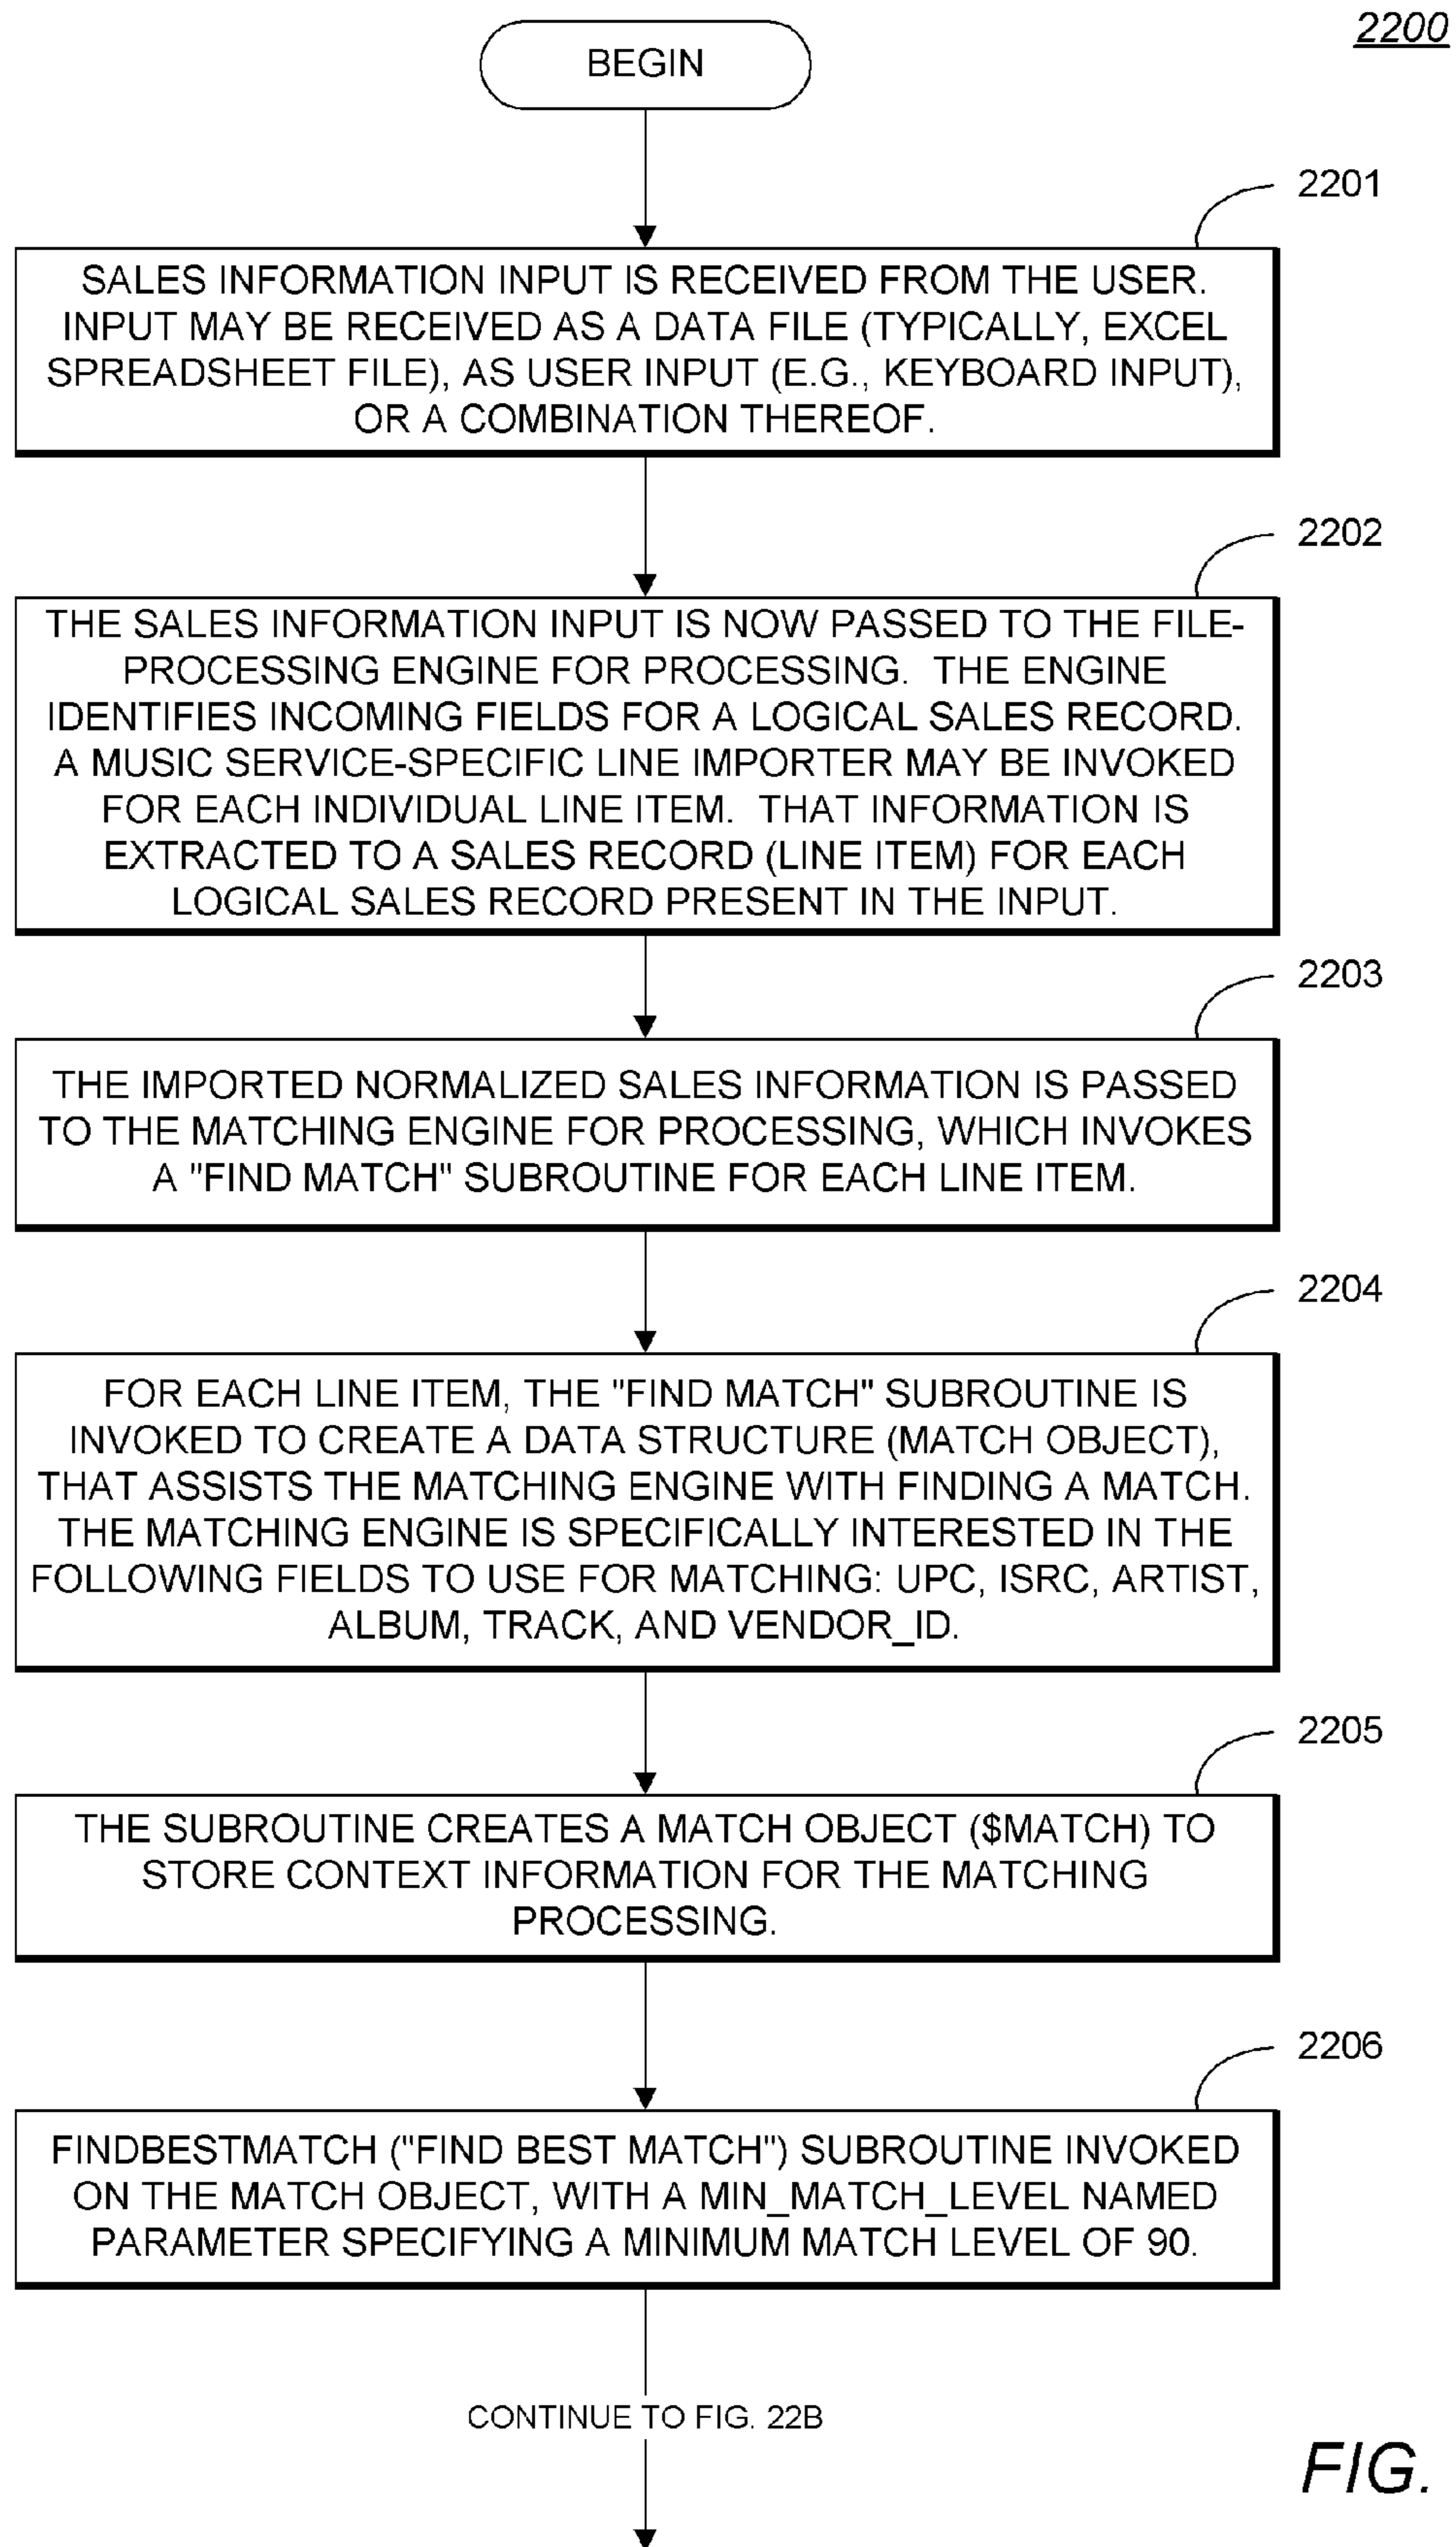 2200
BEGIN
2201
SALES INFORMATION INPUT IS RECEIVED FROM THE USER.
INPUT MAY BE RECEIVED AS A DATA FILE (TYPICALLY, EXCEL
SPREADSHEET FILE), AS USER INPUT (E.G., KEYBOARD INPUT),
OR A COMBINATION THEREOF.
2202
THE SALES INFORMATION INPUT IS NOW PASSED TO THE FILE-
PROCESSING ENGINE FOR PROCESSING. THE ENGINE
IDENTIFIES INCOMING FIELDS FOR A LOGICAL SALES RECORD.
A MUSIC SERVICE-SPECIFIC LINE IMPORTER MAY BE INVOKED
FOR EACH INDIVIDUAL LINE ITEM. THAT INFORMATION IS
EXTRACTED TO A SALES RECORD (LINE ITEM) FOR EACH
LOGICAL SALES RECORD PRESENT IN THE INPUT.
2203
THE IMPORTED NORMALIZED SALES INFORMATION IS PASSED
TO THE MATCHING ENGINE FOR PROCESSING, WHICH INVOKES
A "FIND MATCH" SUBROUTINE FOR EACH LINE ITEM.
2204
FOR EACH LINE ITEM, THE "FIND MATCH" SUBROUTINE IS
INVOKED TO CREATE A DATA STRUCTURE (MATCH OBJECT),
THAT ASSISTS THE MATCHING ENGINE WITH FINDING A MATCH.
THE MATCHING ENGINE IS SPECIFICALLY INTERESTED IN THE
FOLLOWING FIELDS TO USE FOR MATCHING: UPC, ISRC, ARTIST,
ALBUM, TRACK, AND VENDOR_ID.
2205
THE SUBROUTINE CREATES A MATCH OBJECT ($MATCH) TO
STORE CONTEXT INFORMATION FOR THE MATCHING
PROCESSING.
2206
FINDBESTMATCH ("FIND BEST MATCH") SUBROUTINE INVOKED
ON THE MATCH OBJECT, WITH A MIN_MATCH_LEVEL NAMED
PARAMETER SPECIFYING A MINIMUM MATCH LEVEL OF 90.
CONTINUE TO FIG. 22B
FIG.